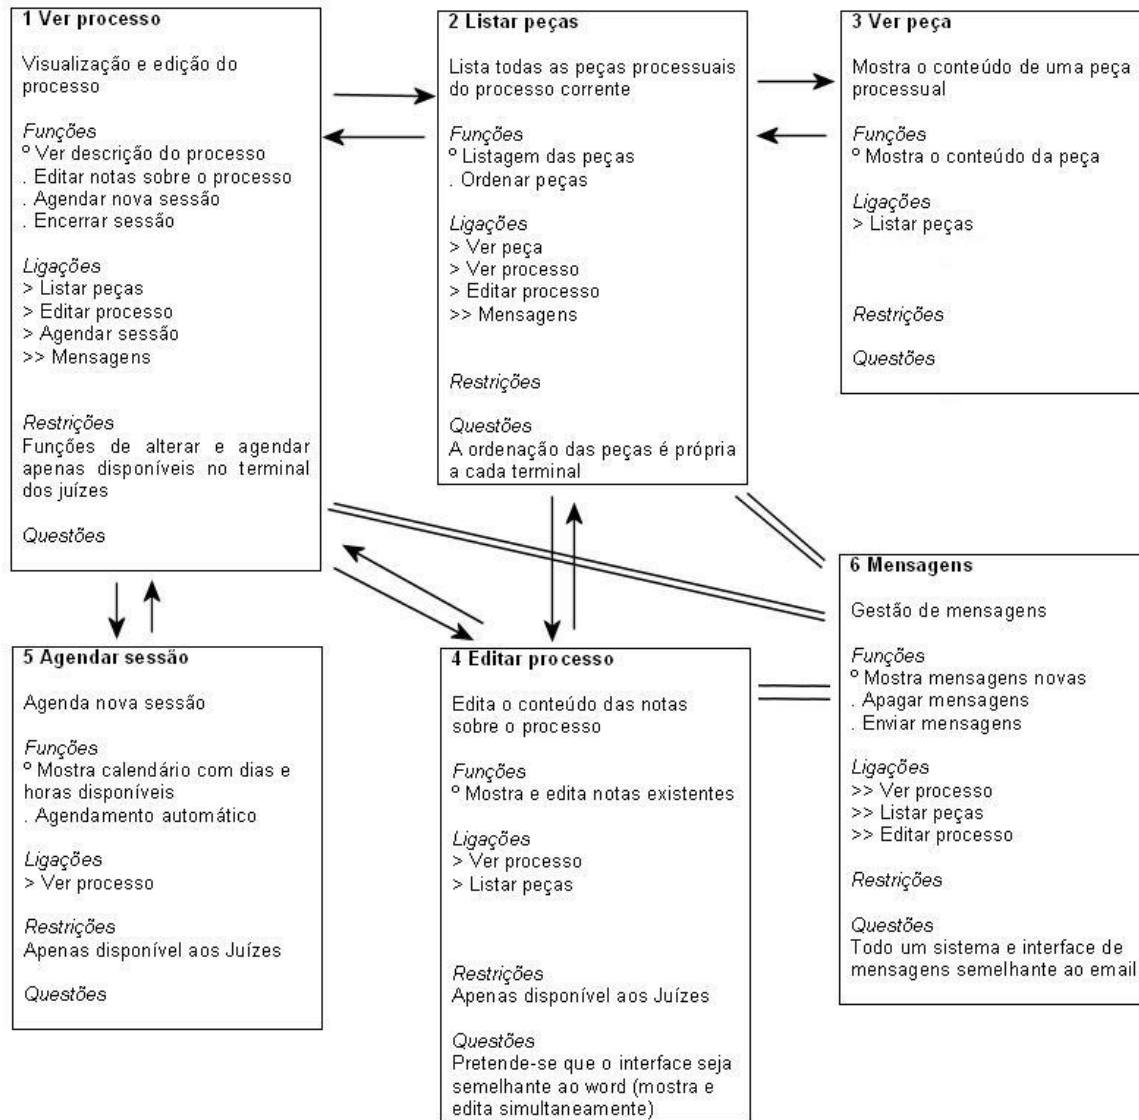 1 Ver processo
Visualização e edição do
processo
Funções
º Ver descrição do processo
. Editar notas sobre o processo
. Agendar nova sessão
. Encerrar sessão
Ligações
> Listar peças
> Editar processo
> Agendar sessão
>> Mensagens
Restrições
Funções de alterar e agendar
apenas disponíveis no terminal
dos juízes
Questões
2 Listar peças
Lista todas as peças processuais
do processo corrente
Funções
º Listagem das peças
. Ordenar peças
Ligações
> Ver peça
> Ver processo
> Editar processo
>> Mensagens
Restrições
Questões
A ordenação das peças é própria
a cada terminal
3 Ver peça
Mostra o conteúdo de uma peça
processual
Funções
º Mostra o conteúdo da peça
Ligações
> Listar peças
Restrições
Questões
5 Agendar sessão
Agenda nova sessão
Funções
º Mostra calendário com dias e
horas disponíveis
. Agendamento automático
Ligações
> Ver processo
Restrições
Apenas disponível aos Juízes
Questões
4 Editar processo
Edita o conteúdo das notas
sobre o processo
Funções
º Mostra e edita notas existentes
Ligações
> Ver processo
> Listar peças
Restrições
Apenas disponível aos Juízes
Questões
Pretende-se que o interface seja
semelhante ao word (mostra e
edita simultaneamente)
6 Mensagens
Gestão de mensagens
Funções
º Mostra mensagens novas
. Apagar mensagens
. Enviar mensagens
Ligações
>> Ver processo
>> Listar peças
>> Editar processo
Restrições
Questões
Todo um sistema e interface de
mensagens semelhante ao email